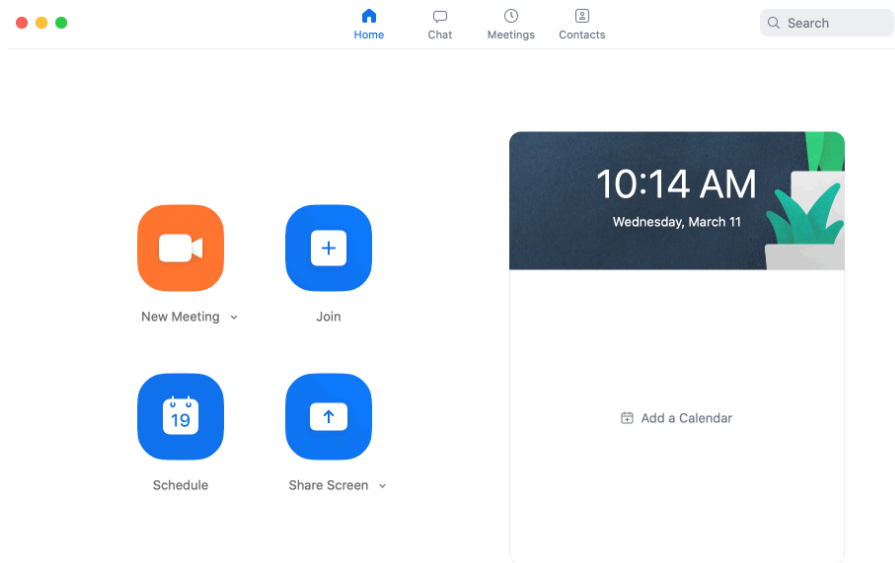 Home
Chat
Meetings
Contacts
Search
10:14 AM
Wednesday, March 11
New Meeting
Join
19
Schedule
Share Screen
Add a Calendar